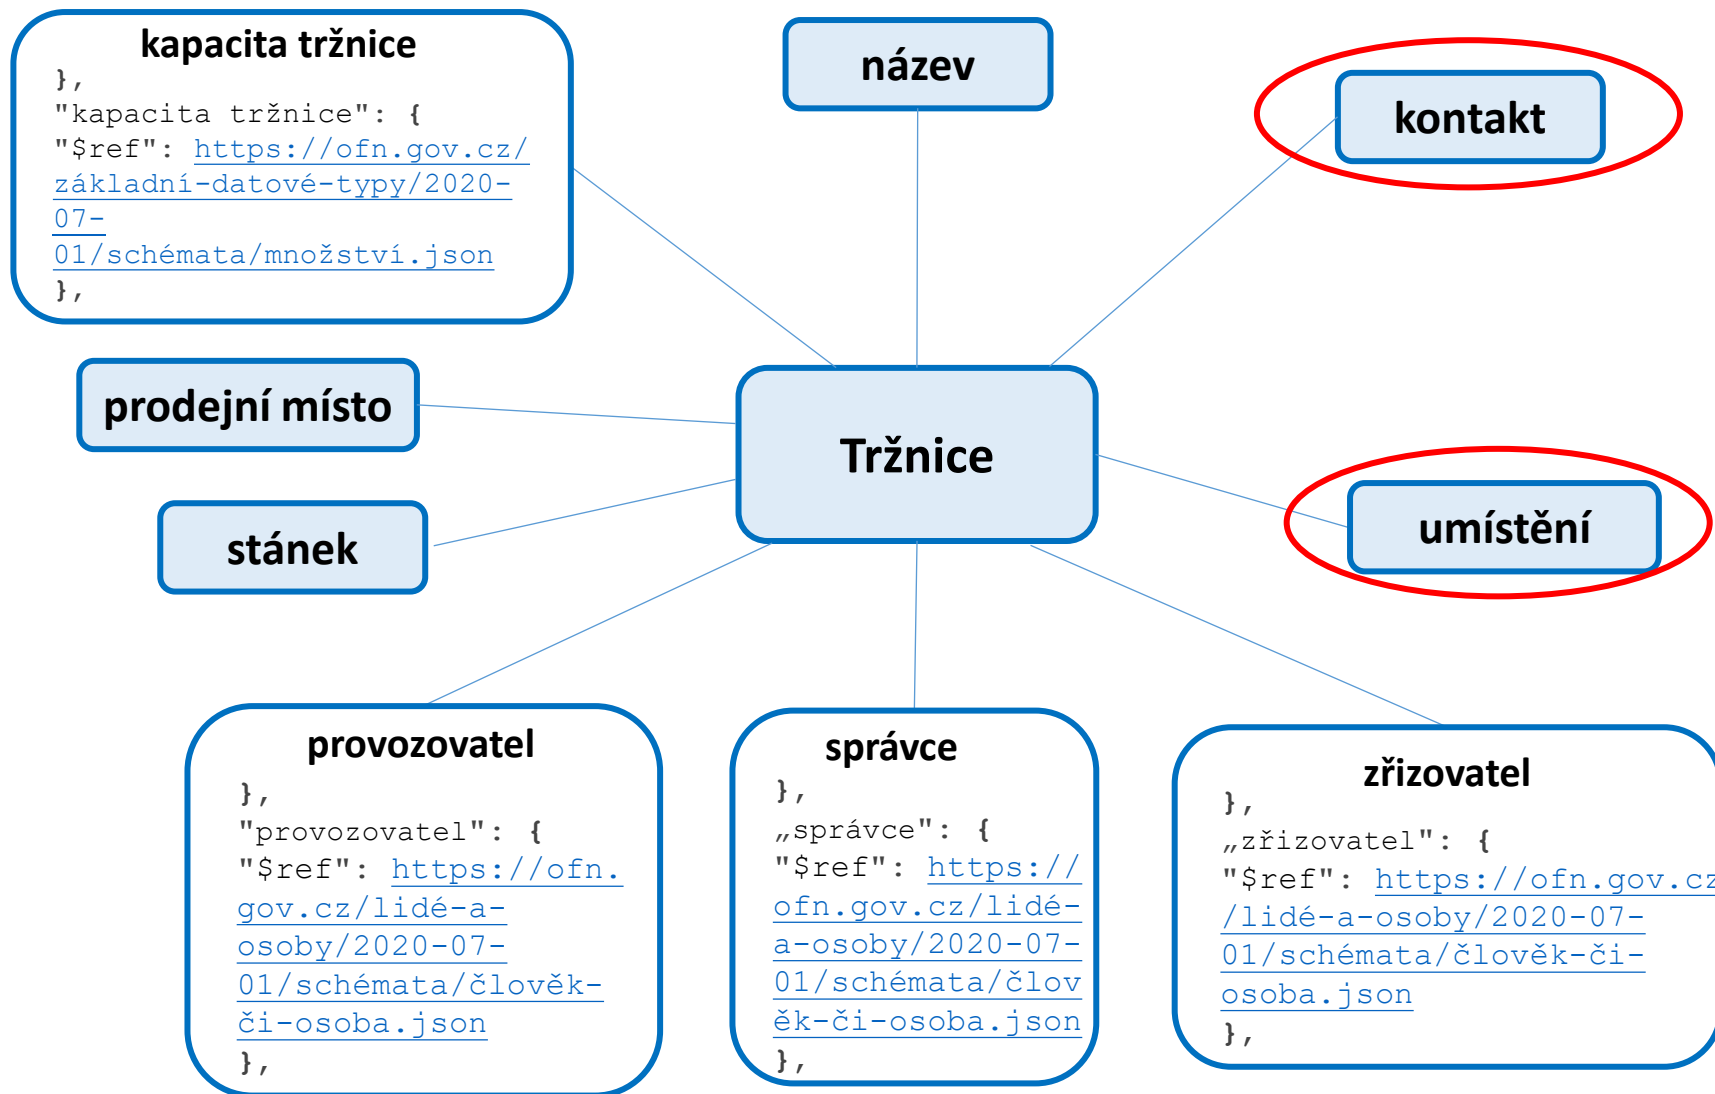 kapacita tržnice
},
"kapacita tržnice": {
"$ref": https://ofn.gov.cz/
základní-datové-typy/2020-
07-
01/schémata/množství.json
},
název
kontakt
prodejní místo
Tržnice
stánek
umístění
provozovatel
},
"provozovatel": {
"$ref": https://ofn.
gov.cz/lidé-a-
osoby/2020-07-
01/schémata/člověk-
či-osoba.json
},
správce
},
„správce": {
"$ref": https://
ofn.gov.cz/lidé-
a-osoby/2020-07-
01/schémata/člov
ěk-či-osoba.json
},
zřizovatel
},
„zřizovatel": {
"$ref": https://ofn.gov.cz
/lidé-a-osoby/2020-07-
01/schémata/člověk-či-
osoba.json
},